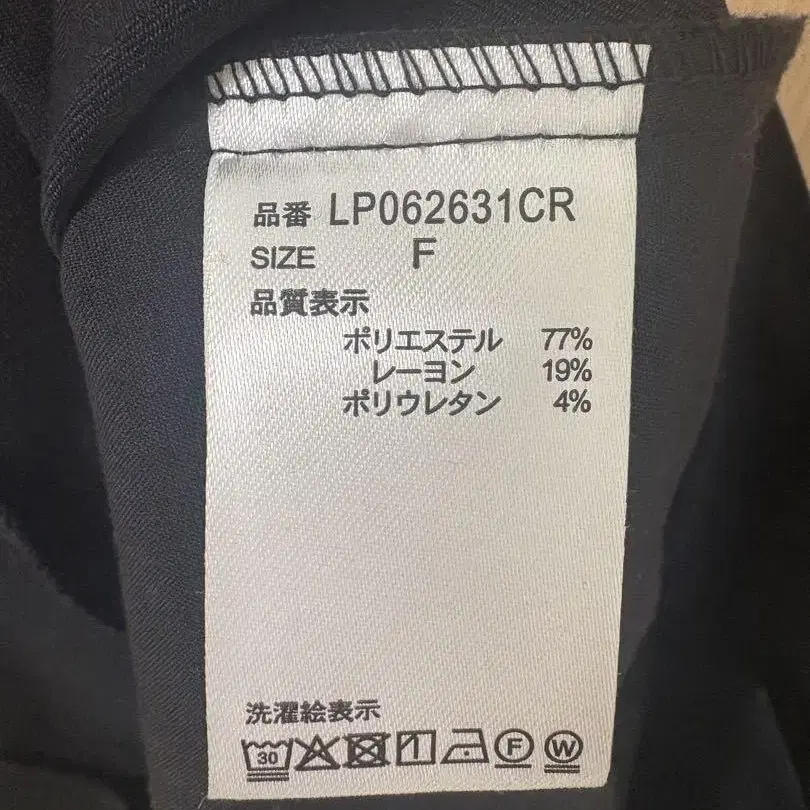 品番 LP062631CR
SIZE F
品質表示
ポリエステル 77%
レーヨン 19%
ポリウレタン 4%
洗濯絵表示
30 F W